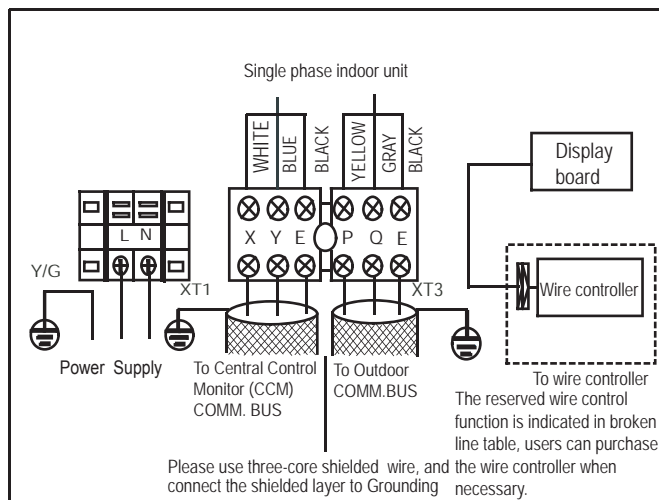 Single phase indoor unit
WHITE
BLUE
BLACK
YELLOW
GRAY
BLACK
Display
board
L N
X Y E P Q E
Y/G
XT1
XT3
Wire controller
Power Supply
To Central Control
Monitor (CCM)
COMM. BUS
To Outdoor
COMM.BUS
To wire controller
The reserved wire control
function is indicated in broken
line table, users can purchase
the wire controller when
necessary.
Please use three-core shielded wire, and
connect the shielded layer to Grounding